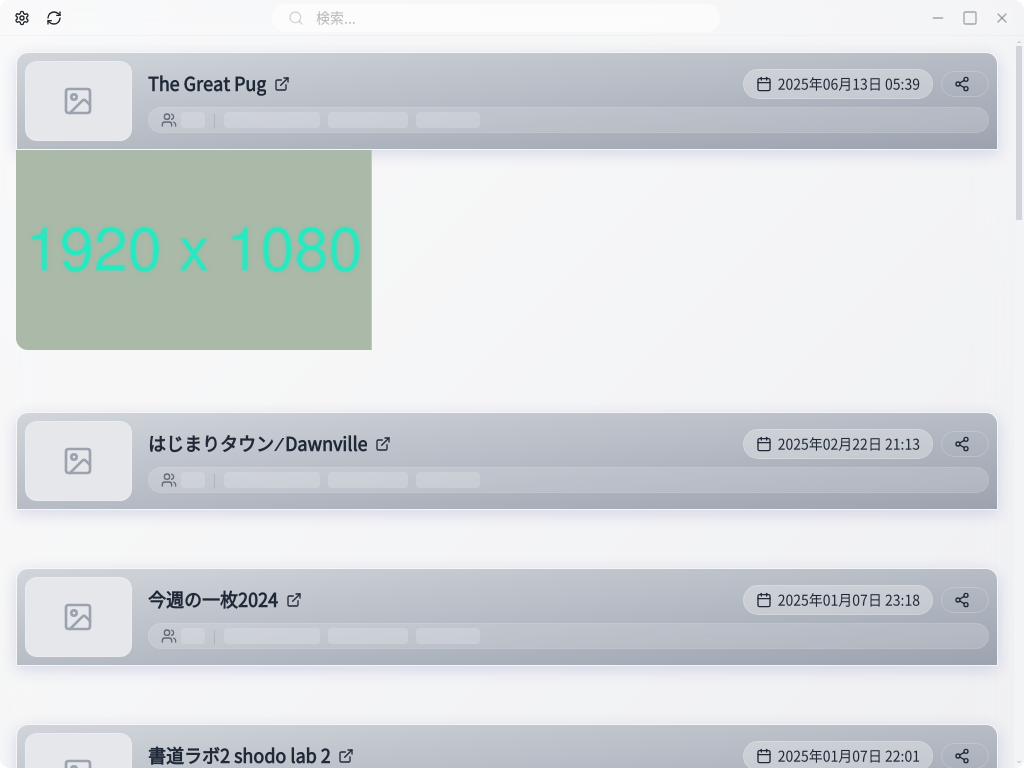 検索...
The Great Pug
2025年06月13日 05:39
1920 x 1080
はじまりタウン⁄Dawnville
2025年02月22日 21:13
今週の一枚2024
2025年01月07日 23:18
書道ラボ2 shodo lab 2
2025年01月07日 22:01